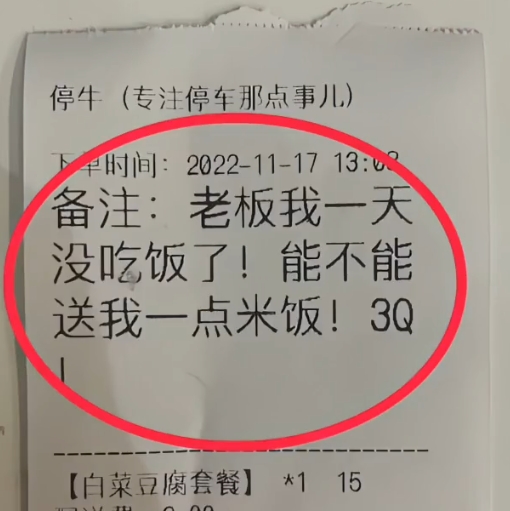 停牛（专注停车那点事儿）
下单时间：2022-11-17 13:08
备注：老板我一天
没吃饭了！能不能
送我一点米饭！3Q
!
【白菜豆腐套餐】 *1 15